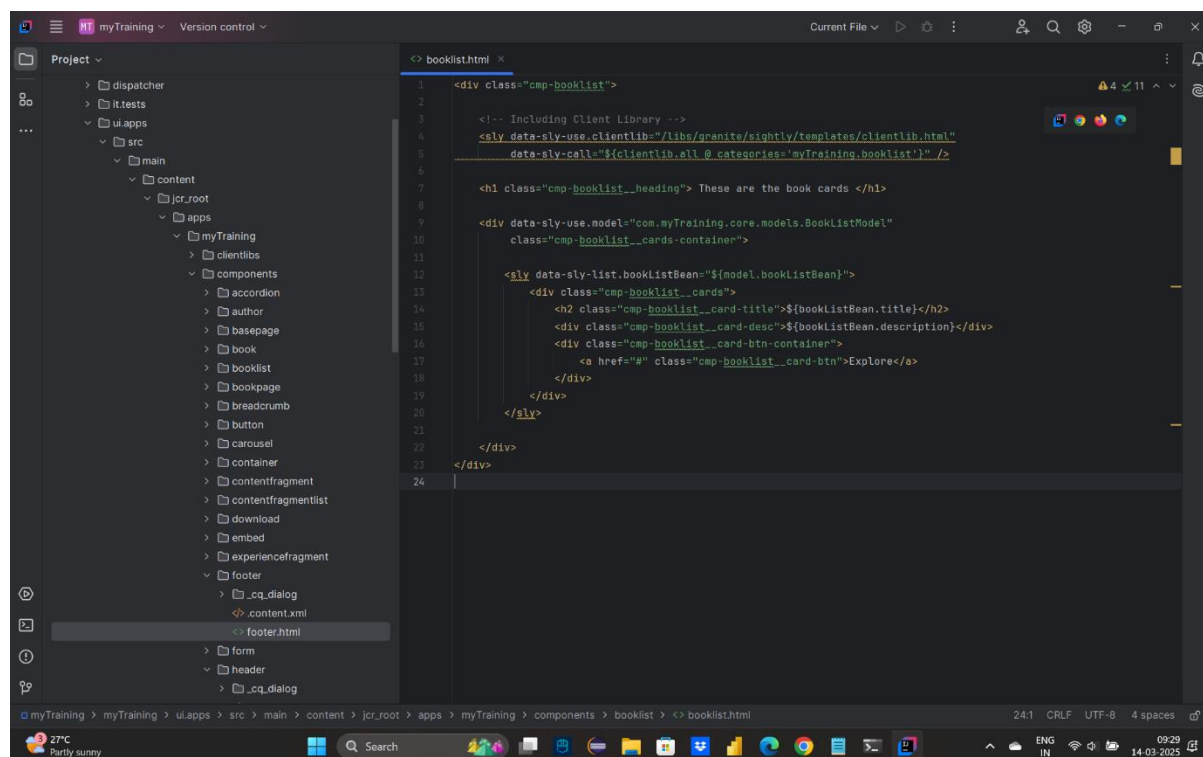 MT myTraining Version control Current File
Project
booklist.html
dispatcher
it.tests
ui.apps
src
main
content
jcr_root
apps
myTraining
clientlibs
components
accordion
author
basepage
book
booklist
bookpage
breadcrumb
button
carousel
container
contentfragment
contentfragmentlist
download
embed
experiencefragment
footer
_cq_dialog
.content.xml
footer.html
form
header
_cq_dialog
4 11
1 <div class="cmp-booklist">
2
3 <!-- Including Client Library -->
4 <sly data-sly-use.clientlib="/libs/granite/sightly/templates/clientlib.html"
5 data-sly-call="${clientlib.all @ categories='myTraining.booklist'}" />
6
7 <h1 class="cmp-booklist__heading"> These are the book cards </h1>
8
9 <div data-sly-use.model="com.myTraining.core.models.BookListModel"
10 class="cmp-booklist__cards-container">
11
12 <sly data-sly-list.bookListBean="${model.bookListBean}">
13 <div class="cmp-booklist__cards">
14 <h2 class="cmp-booklist__card-title">${bookListBean.title}</h2>
15 <div class="cmp-booklist__card-desc">${bookListBean.description}</div>
16 <div class="cmp-booklist__card-btn-container">
17 <a href="#" class="cmp-booklist__card-btn">Explore</a>
18 </div>
19 </div>
20 </sly>
21
22 </div>
23 </div>
24
myTraining > myTraining > ui.apps > src > main > content > jcr_root > apps > myTraining > components > booklist > <> booklist.html 24:1 CRLF UTF-8 4 spaces
3 27°C
Partly sunny
Search
ENG
IN
09:29
14-03-2025